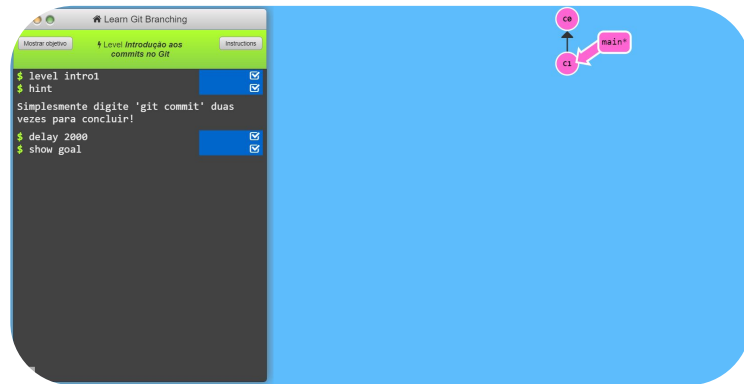 Learn Git Branching
Mostrar objetivo
Level Introdução aos
commits no Git
Instructions
$ level intro1
$ hint
Simplesmente digite 'git commit' duas
vezes para concluir!
$ delay 2000
$ show goal
C0
main*
C1